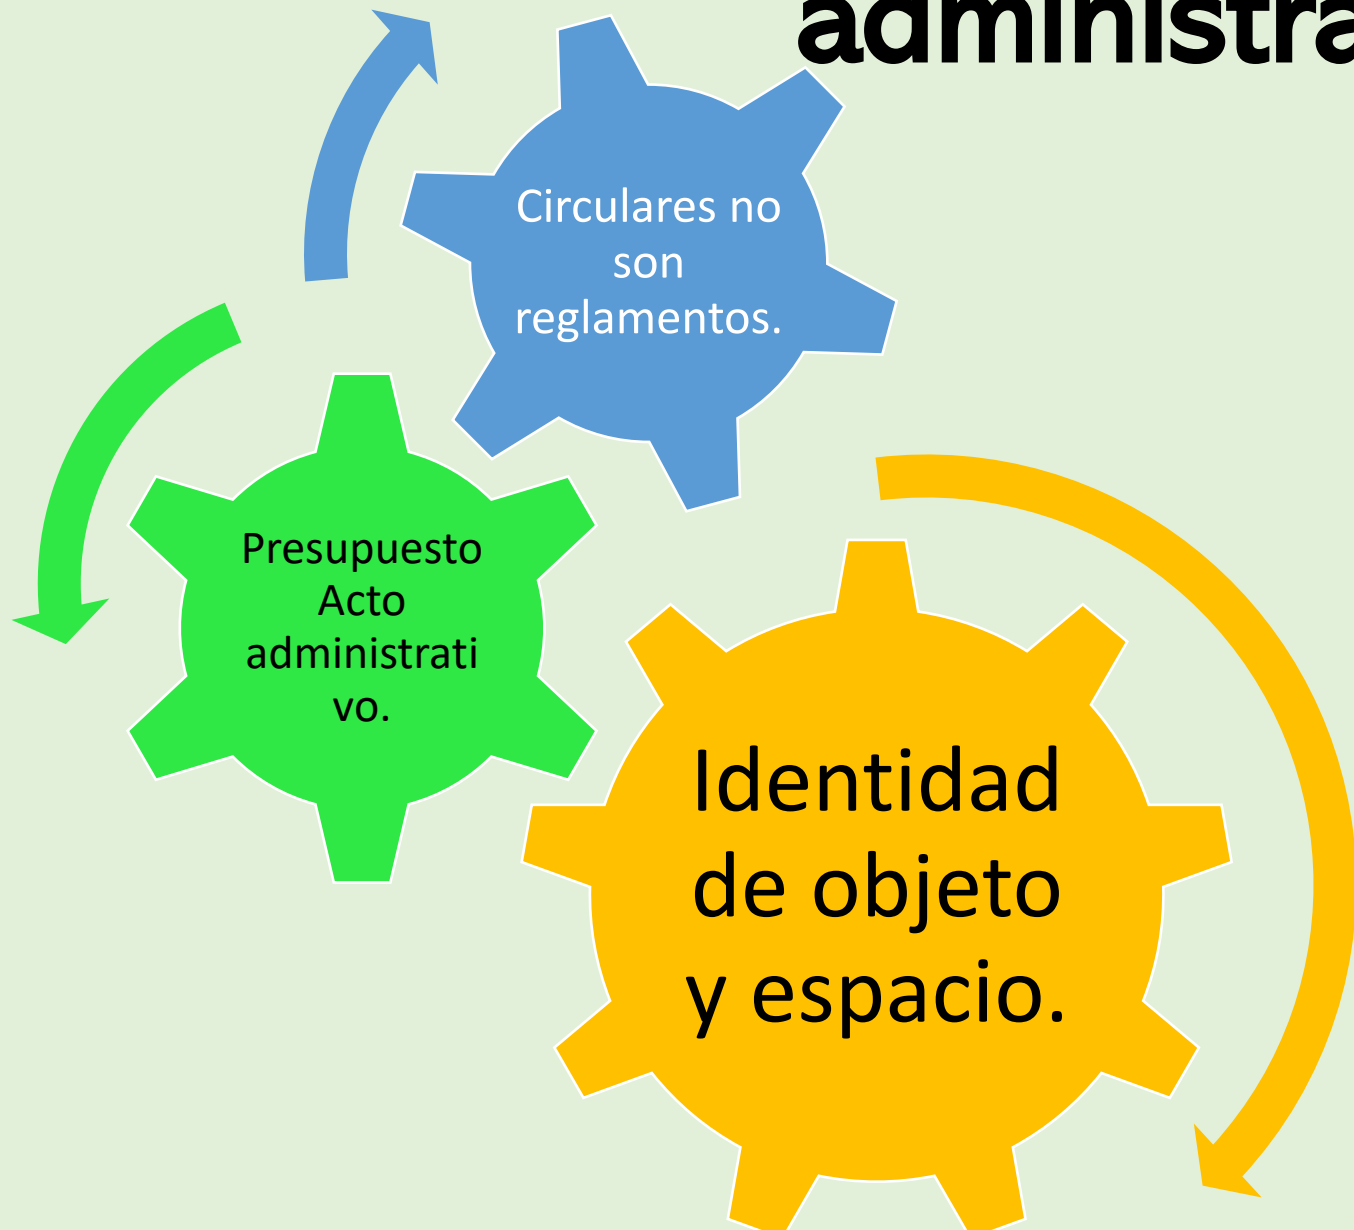 administra
Circulares no
son
reglamentos.
Presupuesto
Acto
administrati
vo.
Identidad
de objeto
y espacio.